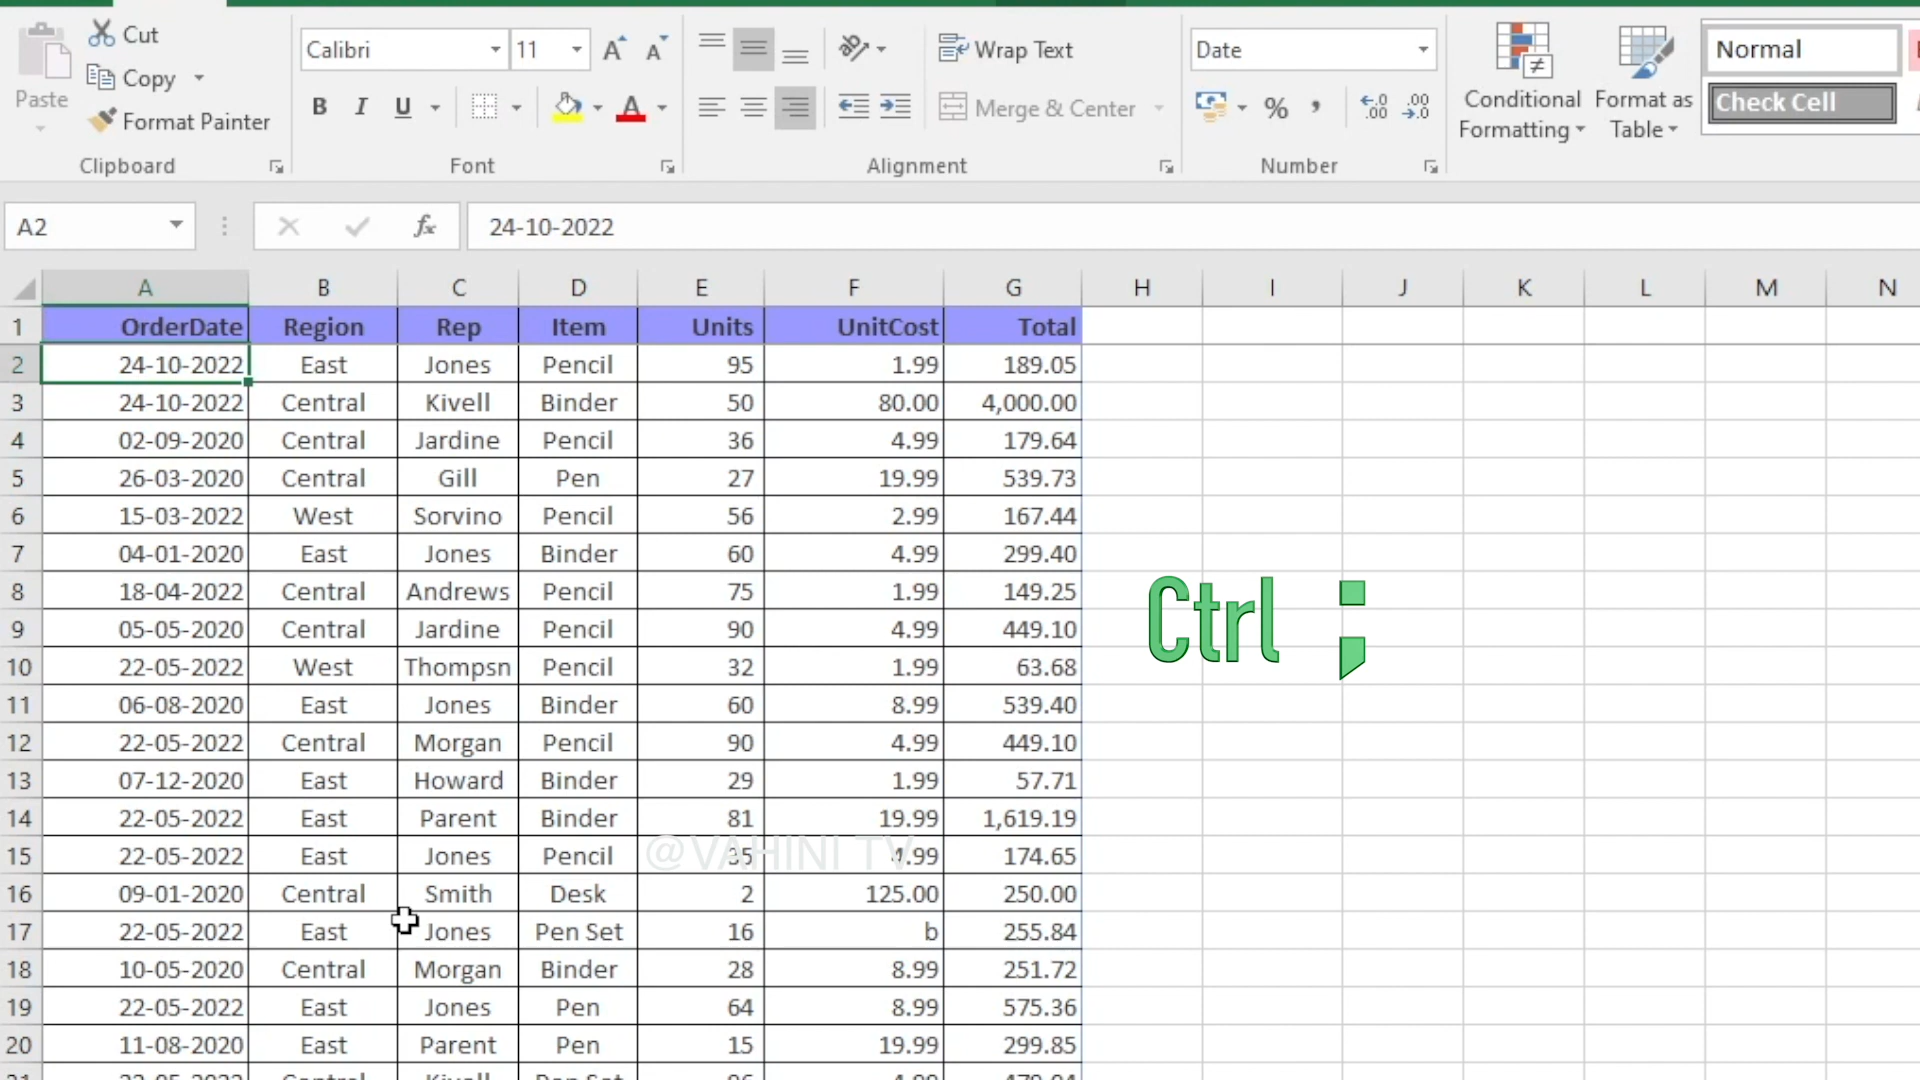 Cut
Copy
Paste
Format Painter
Clipboard
Calibri 11
B I U
Font
Wrap Text
Merge & Center
Alignment
Date
%
Number
Conditional Formatting
Format as Table
Normal
Check Cell
A2 fx 24-10-2022
A B C D E F G H I J K L M N
1 OrderDate Region Rep Item Units UnitCost Total
2 24-10-2022 East Jones Pencil 95 1.99 189.05
3 24-10-2022 Central Kivell Binder 50 80.00 4,000.00
4 02-09-2020 Central Jardine Pencil 36 4.99 179.64
5 26-03-2020 Central Gill Pen 27 19.99 539.73
6 15-03-2022 West Sorvino Pencil 56 2.99 167.44
7 04-01-2020 East Jones Binder 60 4.99 299.40
8 18-04-2022 Central Andrews Pencil 75 1.99 149.25
9 05-05-2020 Central Jardine Pencil 90 4.99 449.10
Ctrl ;
10 22-05-2022 West Thompsn Pencil 32 1.99 63.68
11 06-08-2020 East Jones Binder 60 8.99 539.40
12 22-05-2022 Central Morgan Pencil 90 4.99 449.10
13 07-12-2020 East Howard Binder 29 1.99 57.71
14 22-05-2022 East Parent Binder 81 19.99 1,619.19
15 22-05-2022 East Jones Pencil 35 4.99 174.65
@VAHINI TV
16 09-01-2020 Central Smith Desk 2 125.00 250.00
17 22-05-2022 East Jones Pen Set 16 b 255.84
18 10-05-2020 Central Morgan Binder 28 8.99 251.72
19 22-05-2022 East Jones Pen 64 8.99 575.36
20 11-08-2020 East Parent Pen 15 19.99 299.85